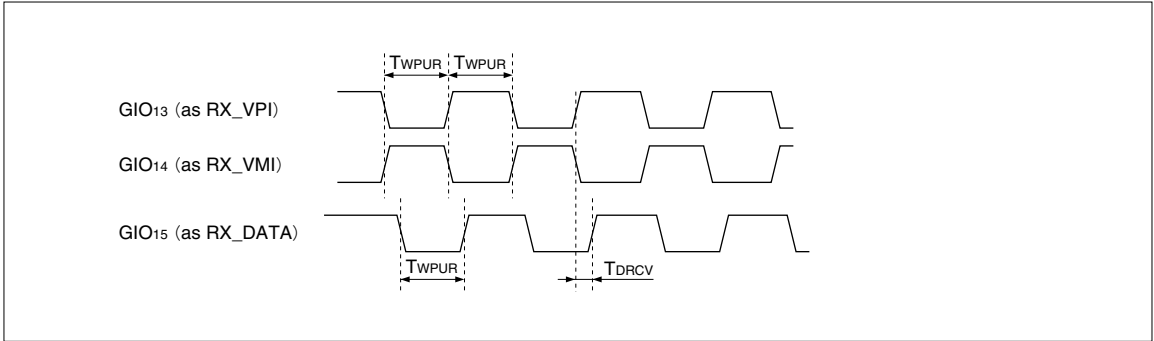 TWPUR TWPUR
GIO13 (as RX_VPI)
GIO14 (as RX_VMI)
GIO15 (as RX_DATA)
TWPUR TDRCV